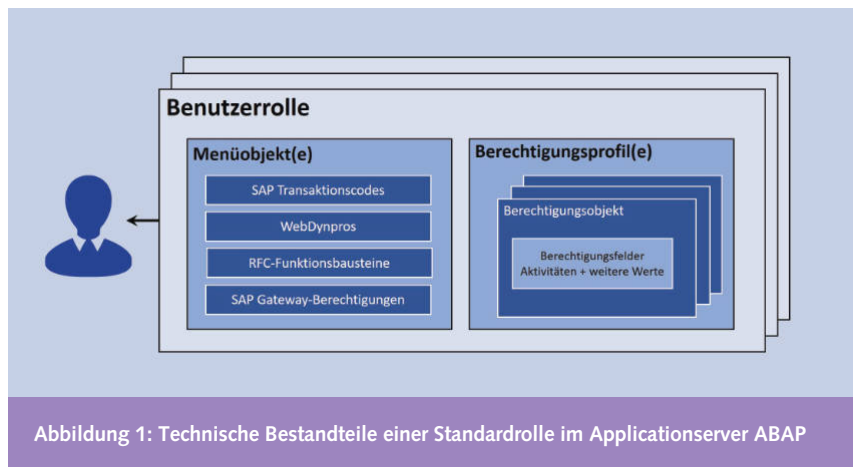 Benutzerrolle
Menüobjekt(e)
SAP Transaktionscodes
WebDynpros
RFC-Funktionsbausteine
SAP Gateway-Berechtigungen
Berechtigungsprofil(e)
Berechtigungsobjekt
Berechtigungsfelder
Aktivitäten + weitere Werte
Abbildung 1: Technische Bestandteile einer Standardrolle im Applicationserver ABAP